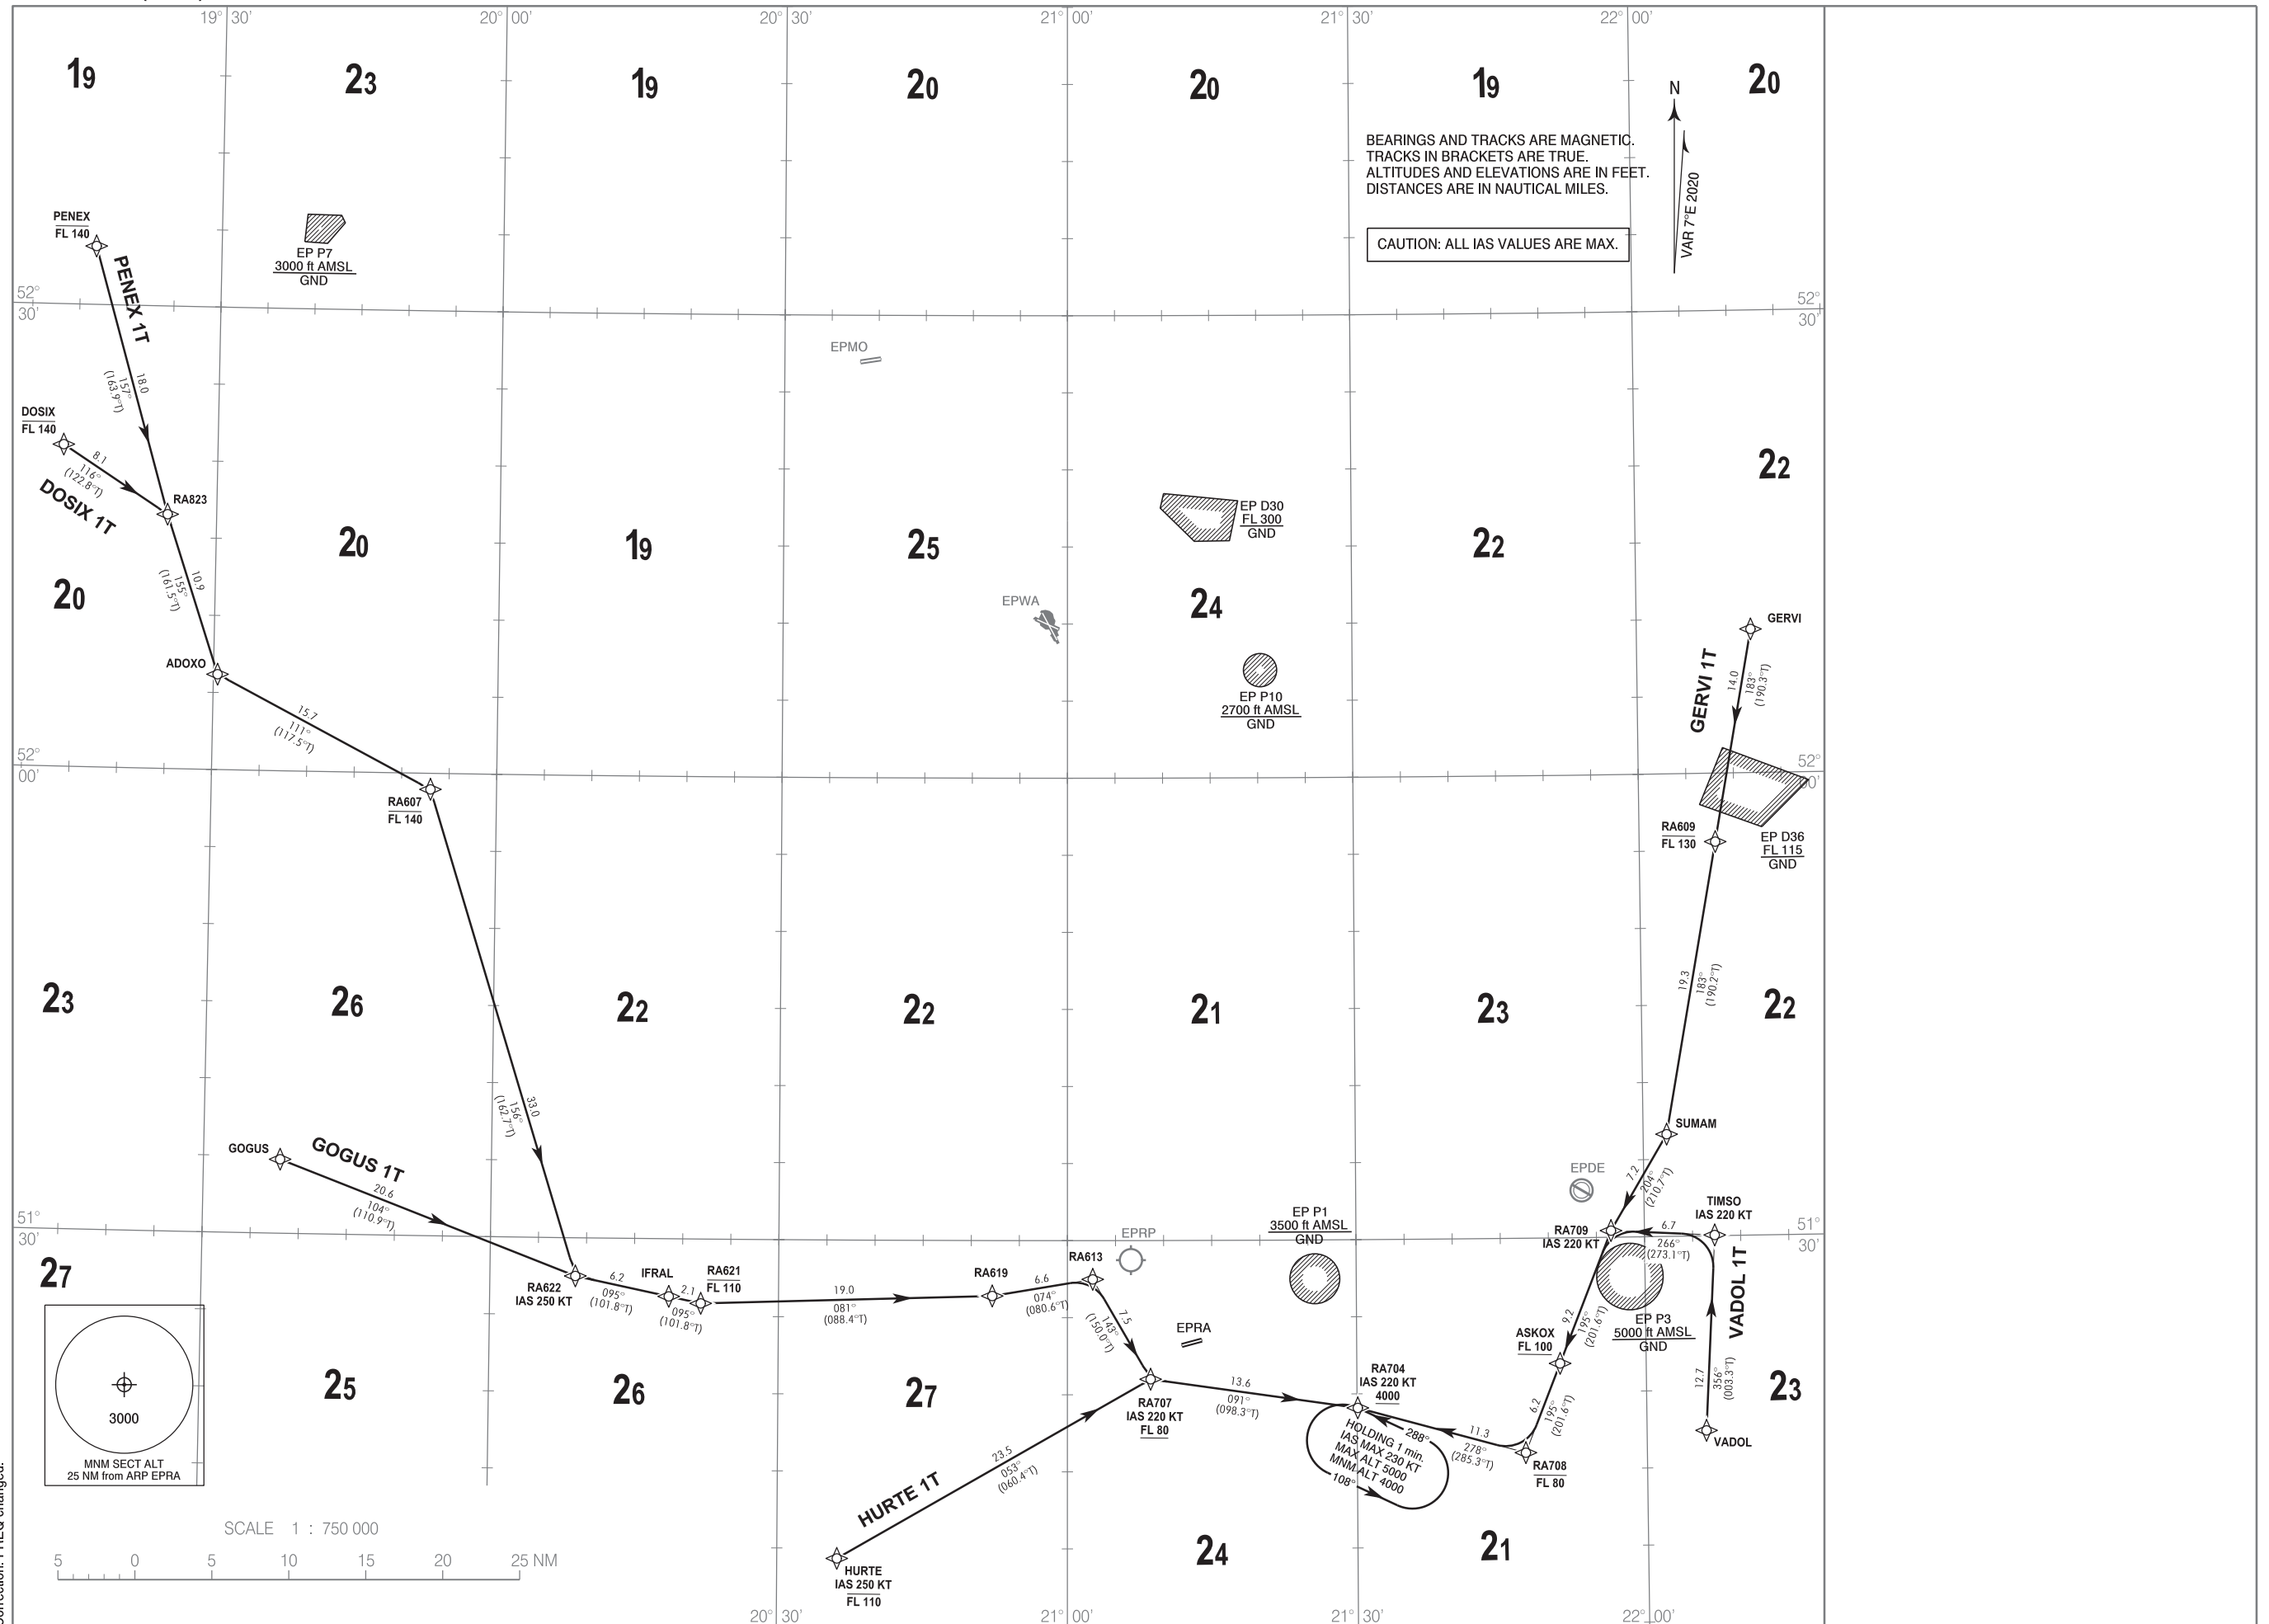 19° 30'
20° 00'
20° 30'
21° 00'
21° 30'
22° 00'
19
23
19
20
20
19
20
N
VAR 7°E 2020
BEARINGS AND TRACKS ARE MAGNETIC.
TRACKS IN BRACKETS ARE TRUE.
ALTITUDES AND ELEVATIONS ARE IN FEET.
DISTANCES ARE IN NAUTICAL MILES.
CAUTION: ALL IAS VALUES ARE MAX.
PENEX
FL 140
PENEX 1T
EP P7
3000 ft AMSL
GND
52°
30'
52°
30'
EPMO
18.0
157°
(163.9°T)
DOSIX
FL 140
8.1
116°
(122.8°T)
DOSIX 1T
RA823
22
EP D30
FL 300
GND
20
20
19
25
24
22
10.9
155°
(161.5°T)
EPWA
GERVI
ADOXO
GERVI 1T
14.0
183°
(190.3°T)
EP P10
2700 ft AMSL
GND
15.7
111°
(117.5°T)
52°
00'
52°
00'
RA607
FL 140
RA609
FL 130
EP D36
FL 115
GND
23
26
22
22
21
23
22
19.3
183°
(190.2°T)
33.0
156°
(162.7°T)
SUMAM
GOGUS
GOGUS 1T
20.6
104°
(110.9°T)
EPDE
7.2
204°
(210.7°T)
TIMSO
IAS 220 KT
51°
30'
51°
30'
EP P1
3500 ft AMSL
GND
EPRP
RA709
IAS 220 KT
6.7
266°
(273.1°T)
27
RA622
IAS 250 KT
6.2
095°
(101.8°T)
IFRAL
2.1
095°
(101.8°T)
RA621
FL 110
19.0
081°
(088.4°T)
RA619
6.6
074°
(080.6°T)
RA613
7.5
143°
(150.0°T)
EPRA
VADOL 1T
EP P3
5000 ft AMSL
GND
9.2
195°
(201.6°T)
ASKOX
FL 100
12.7
356°
(003.3°T)
VADOL
25
26
27
23
RA707
IAS 220 KT
FL 80
13.6
091°
(098.3°T)
RA704
IAS 220 KT
4000
6.2
195°
(201.6°T)
11.3
278°
(285.3°T)
RA708
FL 80
288°
HOLDING 1 min.
IAS MAX 230 KT
MAX ALT 5000
MNM ALT 4000
108°
3000
MNM SECT ALT
25 NM from ARP EPRA
23.5
053°
(060.4°T)
HURTE 1T
HURTE
IAS 250 KT
FL 110
24
21
SCALE 1 : 750 000
5 0 5 10 15 20 25 NM
20° 30'
21° 00'
21° 30'
22° 00'